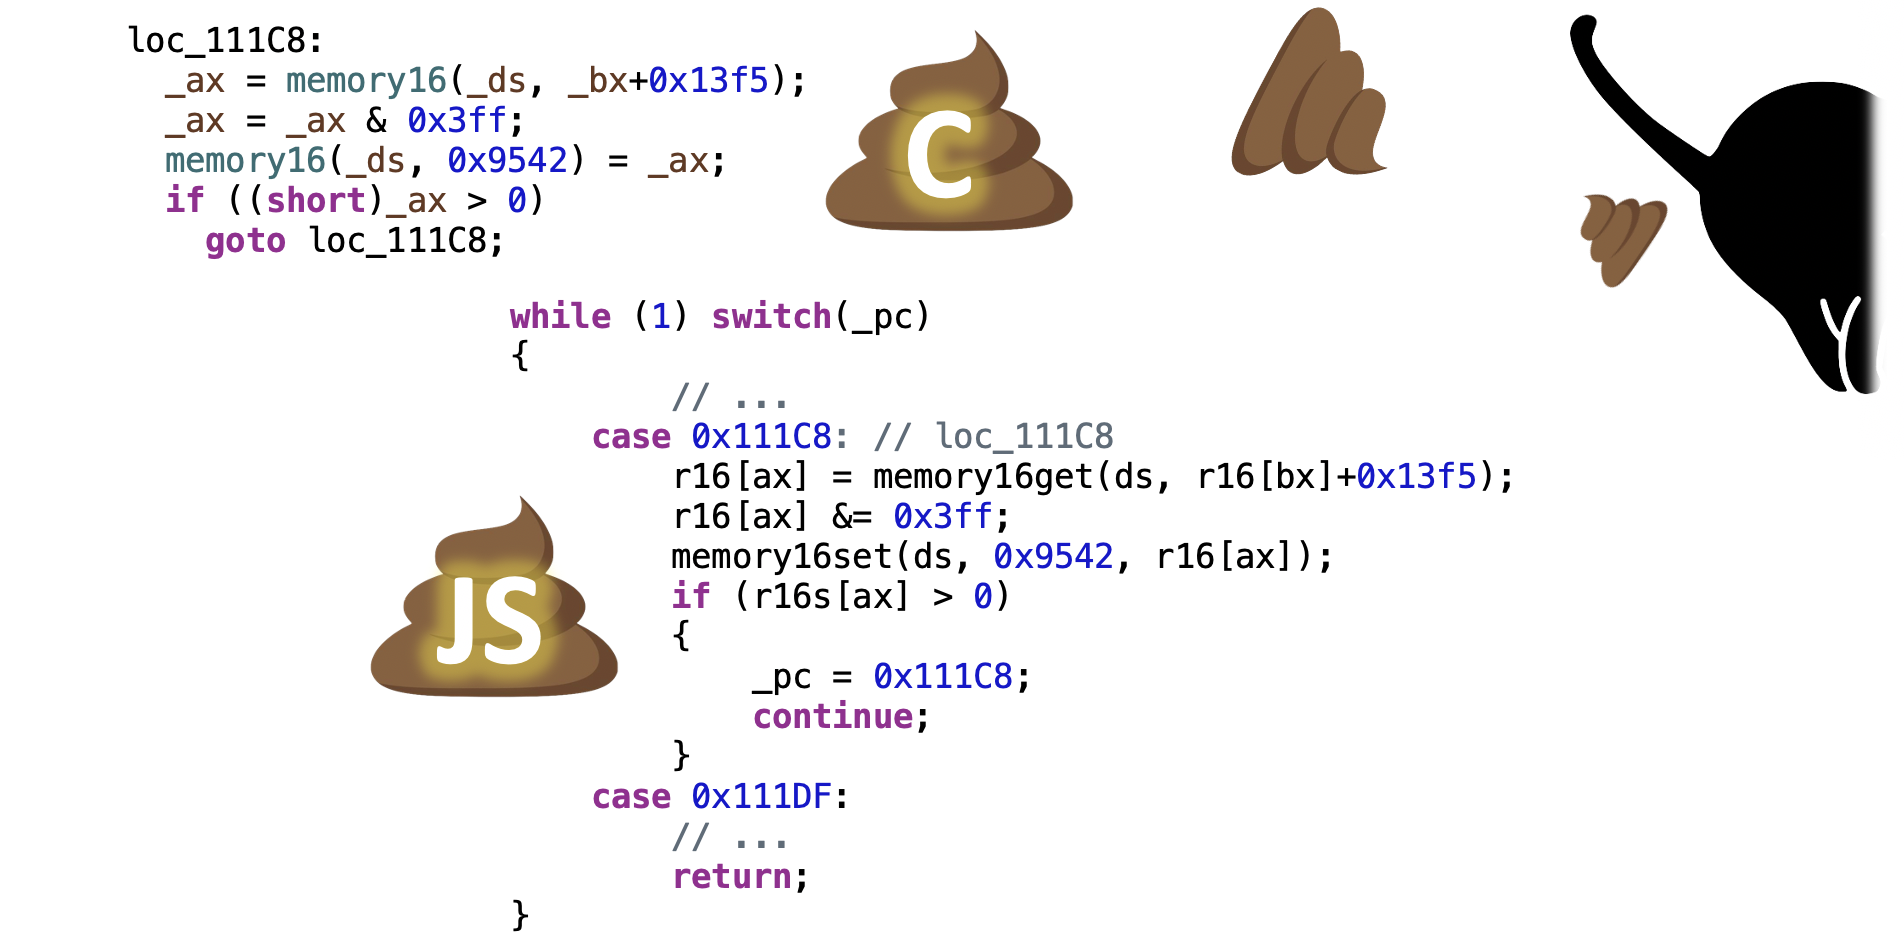 loc_111C8:
_ax = memory16(_ds, _bx+0x13f5);
_ax = _ax & 0x3ff;
memory16(_ds, 0x9542) = _ax;
if ((short)_ax > 0)
goto loc_111C8;
C
while (1) switch(_pc)
{
// ...
case 0x111C8: // loc_111C8
r16[ax] = memory16get(ds, r16[bx]+0x13f5);
r16[ax] &= 0x3ff;
memory16set(ds, 0x9542, r16[ax]);
if (r16s[ax] > 0)
{
_pc = 0x111C8;
continue;
}
case 0x111DF:
// ...
return;
}
JS